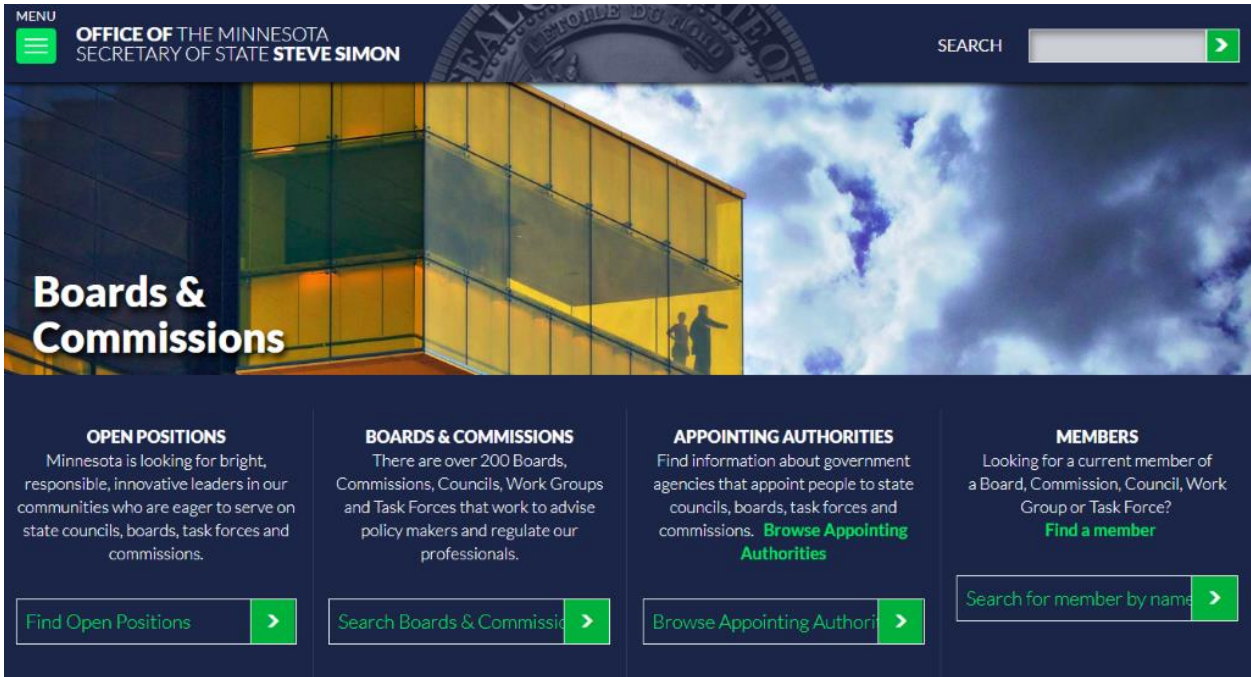 MENU
OFFICE OF THE MINNESOTA
SECRETARY OF STATE STEVE SIMON
ETOILE DU NORD
SEARCH
Boards &
Commissions
OPEN POSITIONS
Minnesota is looking for bright,
responsible, innovative leaders in our
communities who are eager to serve on
state councils, boards, task forces and
commissions.
Find Open Positions
BOARDS & COMMISSIONS
There are over 200 Boards,
Commissions, Councils, Work Groups
and Task Forces that work to advise
policy makers and regulate our
professionals.
Search Boards & Commissio
APPOINTING AUTHORITIES
Find information about government
agencies that appoint people to state
councils, boards, task forces and
commissions. Browse Appointing
Authorities
Browse Appointing Authori
MEMBERS
Looking for a current member of
a Board, Commission, Council, Work
Group or Task Force?
Find a member
Search for member by name